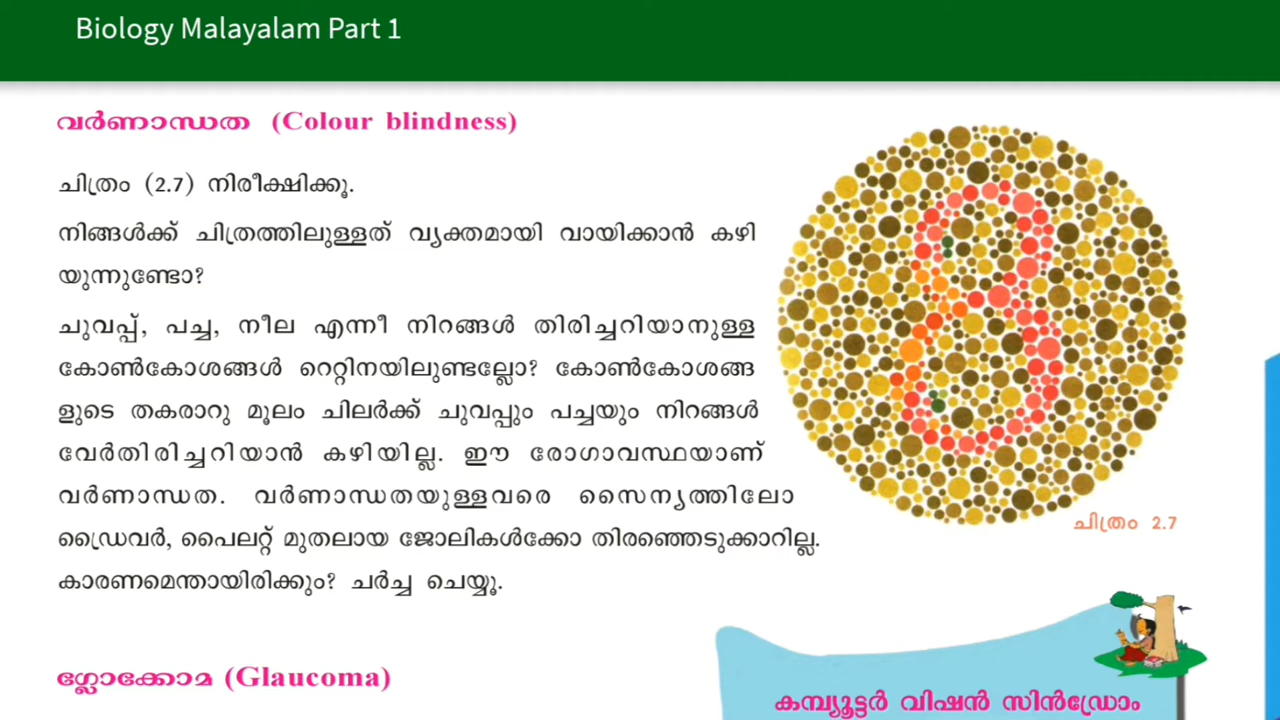 Biology Malayalam Part 1
വർണാന്ധത (Colour blindness)
ചിത്രം (2.7) നിരീക്ഷിക്കൂ.
നിങ്ങൾക്ക് ചിത്രത്തിലുള്ളത് വ്യക്തമായി വായിക്കാൻ കഴി
യുന്നുണ്ടോ?
ചുവപ്പ്, പച്ച, നീല എന്നീ നിറങ്ങൾ തിരിച്ചറിയാനുള്ള
കോൺകോശങ്ങൾ റെറ്റിനയിലുണ്ടല്ലോ? കോൺകോശങ്ങ
ളുടെ തകരാറു മൂലം ചിലർക്ക് ചുവപ്പും പച്ചയും നിറങ്ങൾ
വേർതിരിച്ചറിയാൻ കഴിയില്ല. ഈ രോഗാവസ്ഥയാണ്
വർണാന്ധത. വർണാന്ധതയുള്ളവരെ സൈന്യത്തിലോ
ഡ്രൈവർ, പൈലറ്റ് മുതലായ ജോലികൾക്കോ തിരഞ്ഞെടുക്കാറില്ല.
കാരണമെന്തായിരിക്കും? ചർച്ച ചെയ്യൂ.
8
ചിത്രം 2.7
ഗ്ലോക്കോമ (Glaucoma)
കമ്പ്യൂട്ടർ വിഷൻ സിൻഡ്രോം